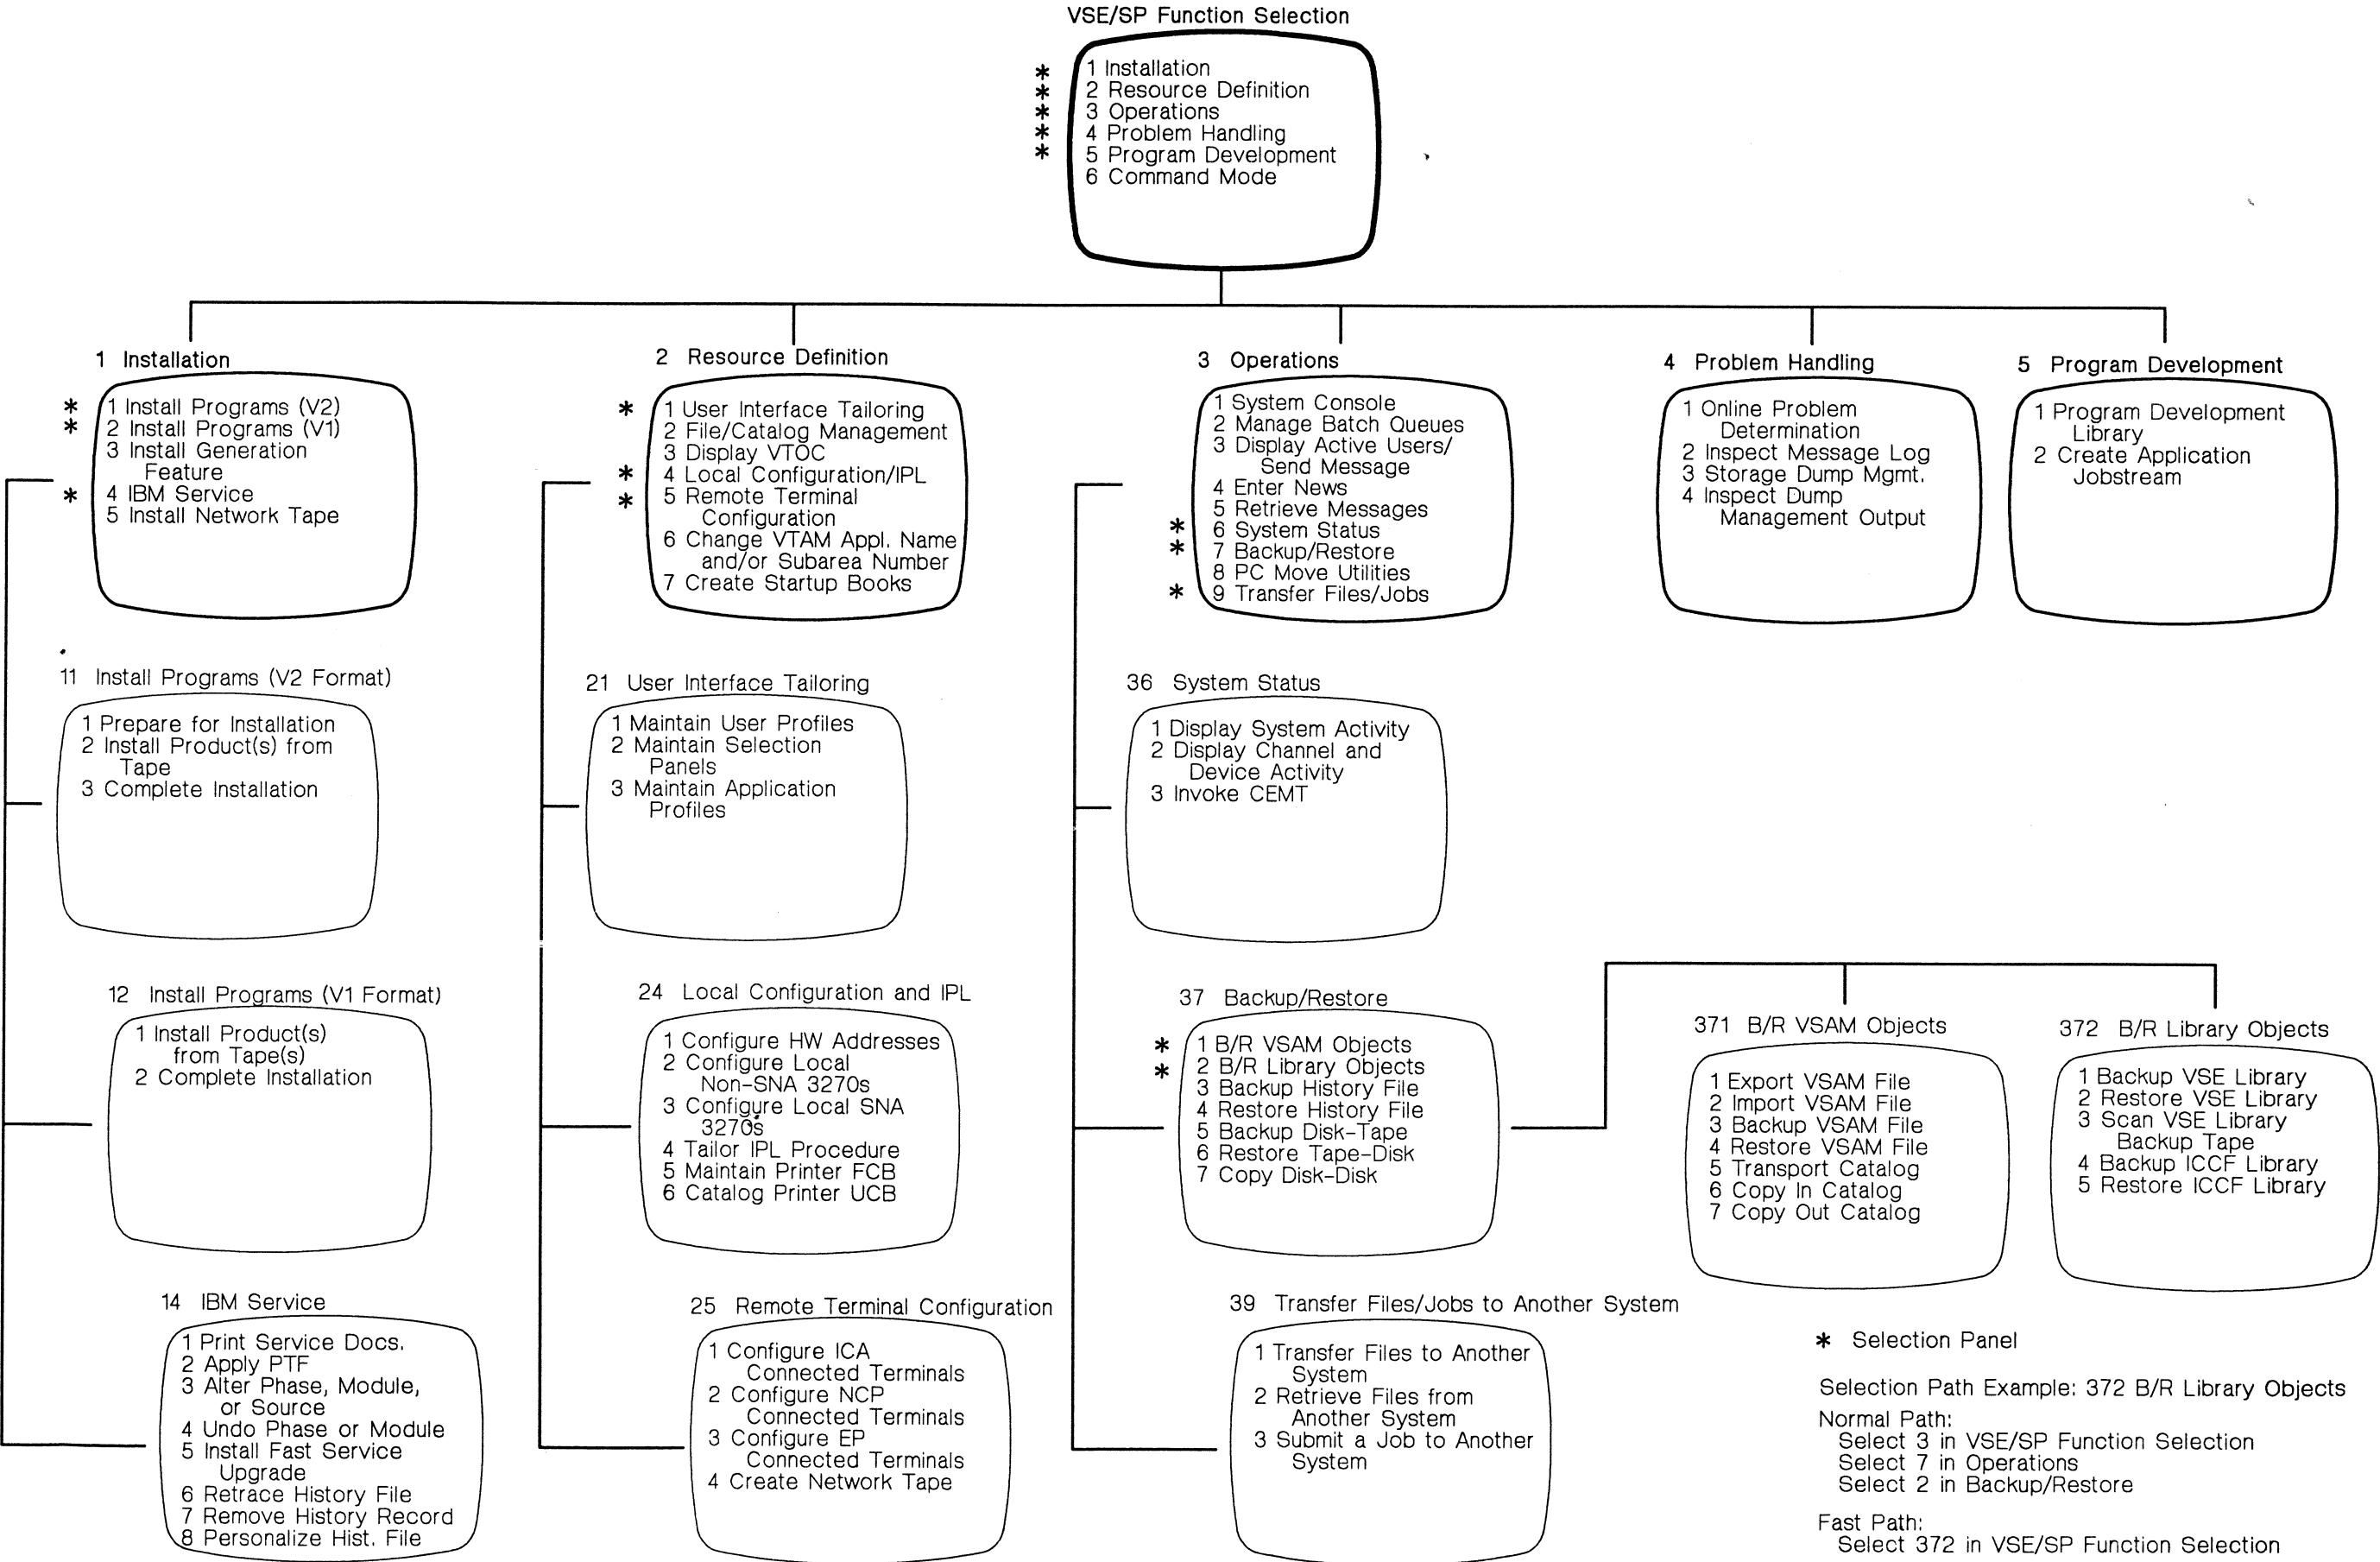 VSE/SP Function Selection
* 1 Installation
* 2 Resource Definition
* 3 Operations
* 4 Problem Handling
* 5 Program Development
6 Command Mode
1 Installation
* 1 Install Programs (V2)
* 2 Install Programs (V1)
3 Install Generation
Feature
* 4 IBM Service
5 Install Network Tape
2 Resource Definition
* 1 User Interface Tailoring
2 File/Catalog Management
3 Display VTOC
* 4 Local Configuration/IPL
* 5 Remote Terminal
Configuration
6 Change VTAM Appl. Name
and/or Subarea Number
7 Create Startup Books
3 Operations
1 System Console
2 Manage Batch Queues
3 Display Active Users/
Send Message
4 Enter News
5 Retrieve Messages
* 6 System Status
* 7 Backup/Restore
8 PC Move Utilities
* 9 Transfer Files/Jobs
4 Problem Handling
1 Online Problem
Determination
2 Inspect Message Log
3 Storage Dump Mgmt.
4 Inspect Dump
Management Output
5 Program Development
1 Program Development
Library
2 Create Application
Jobstream
11 Install Programs (V2 Format)
1 Prepare for Installation
2 Install Product(s) from
Tape
3 Complete Installation
21 User Interface Tailoring
1 Maintain User Profiles
2 Maintain Selection
Panels
3 Maintain Application
Profiles
36 System Status
1 Display System Activity
2 Display Channel and
Device Activity
3 Invoke CEMT
12 Install Programs (V1 Format)
1 Install Product(s)
from Tape(s)
2 Complete Installation
24 Local Configuration and IPL
1 Configure HW Addresses
2 Configure Local
Non-SNA 3270s
3 Configure Local SNA
3270s
4 Tailor IPL Procedure
5 Maintain Printer FCB
6 Catalog Printer UCB
37 Backup/Restore
* 1 B/R VSAM Objects
* 2 B/R Library Objects
3 Backup History File
4 Restore History File
5 Backup Disk-Tape
6 Restore Tape-Disk
7 Copy Disk-Disk
371 B/R VSAM Objects
1 Export VSAM File
2 Import VSAM File
3 Backup VSAM File
4 Restore VSAM File
5 Transport Catalog
6 Copy In Catalog
7 Copy Out Catalog
372 B/R Library Objects
1 Backup VSE Library
2 Restore VSE Library
3 Scan VSE Library
Backup Tape
4 Backup ICCF Library
5 Restore ICCF Library
14 IBM Service
1 Print Service Docs.
2 Apply PTF
3 Alter Phase, Module,
or Source
4 Undo Phase or Module
5 Install Fast Service
Upgrade
6 Retrace History File
7 Remove History Record
8 Personalize Hist. File
25 Remote Terminal Configuration
1 Configure ICA
Connected Terminals
2 Configure NCP
Connected Terminals
3 Configure EP
Connected Terminals
4 Create Network Tape
39 Transfer Files/Jobs to Another System
1 Transfer Files to Another
System
2 Retrieve Files from
Another System
3 Submit a Job to Another
System
* Selection Panel
Selection Path Example: 372 B/R Library Objects
Normal Path:
Select 3 in VSE/SP Function Selection
Select 7 in Operations
Select 2 in Backup/Restore
Fast Path:
Select 372 in VSE/SP Function Selection